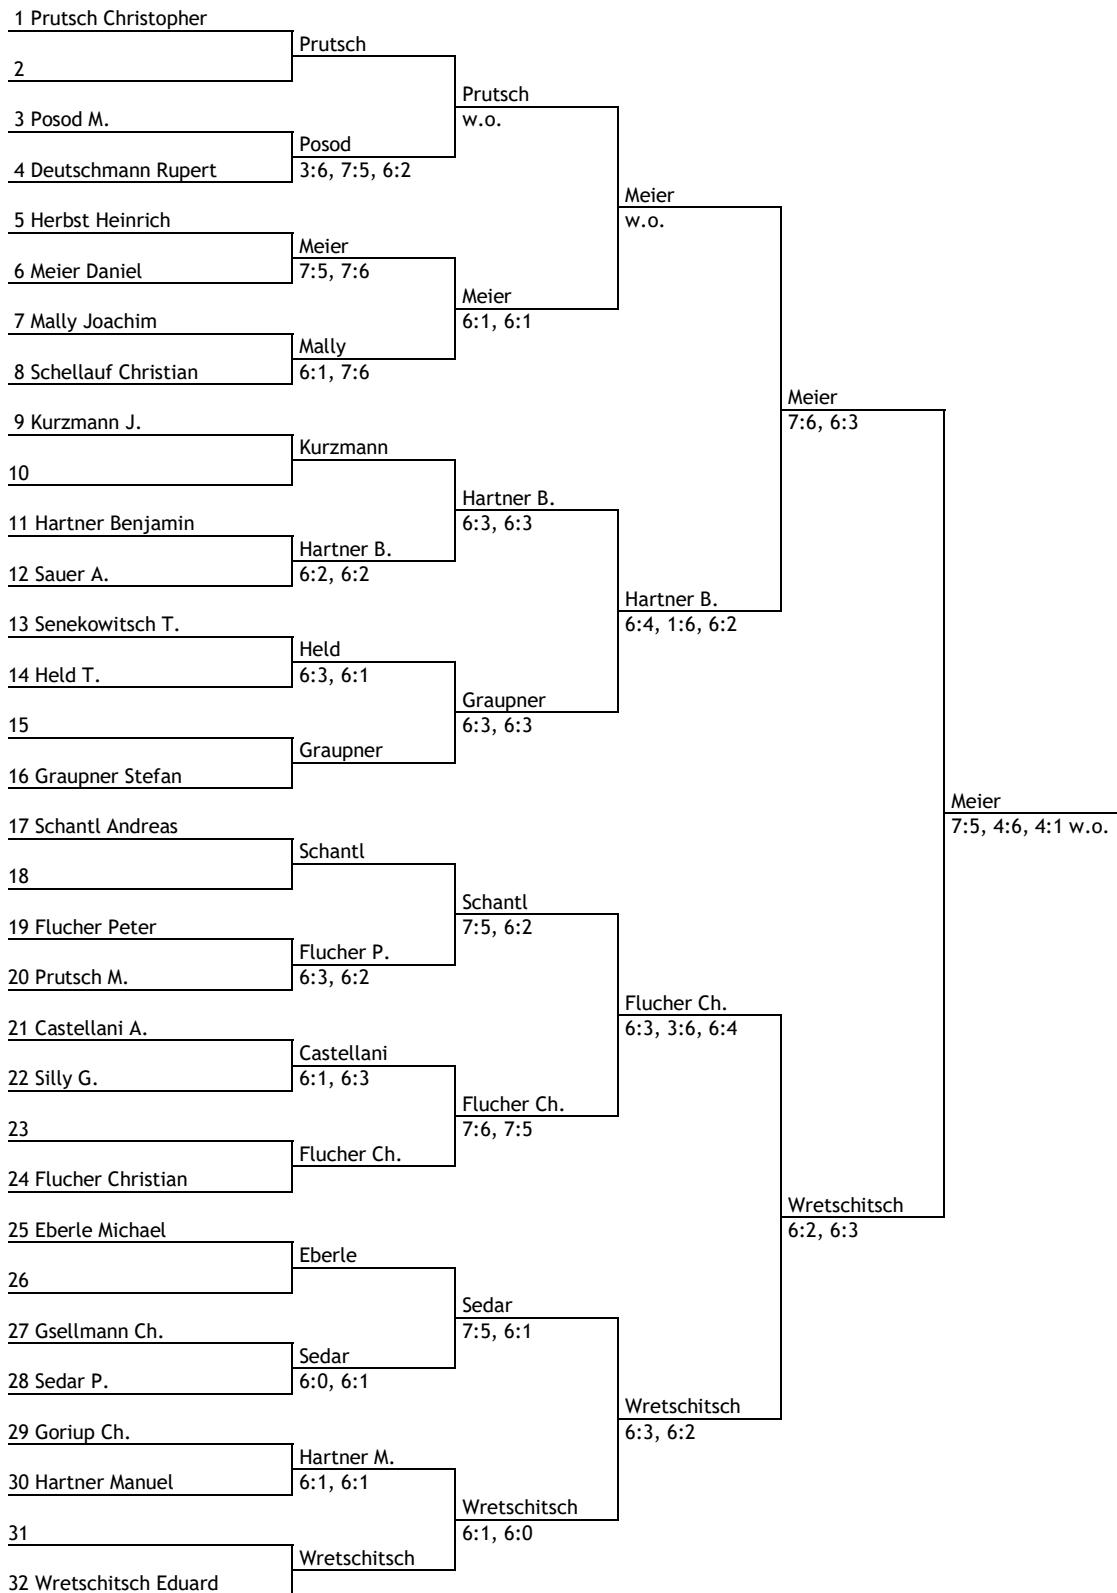 1 Prutsch Christopher
Prutsch
2
Prutsch
w.o.
3 Posod M.
Posod
3:6, 7:5, 6:2
4 Deutschmann Rupert
Meier
w.o.
5 Herbst Heinrich
Meier
7:5, 7:6
6 Meier Daniel
Meier
6:1, 6:1
7 Mally Joachim
Mally
6:1, 7:6
8 Schellauf Christian
Meier
7:6, 6:3
9 Kurzmann J.
Kurzmann
10
Hartner B.
6:3, 6:3
11 Hartner Benjamin
Hartner B.
6:2, 6:2
12 Sauer A.
Hartner B.
6:4, 1:6, 6:2
13 Senekowitsch T.
Held
6:3, 6:1
14 Held T.
Graupner
6:3, 6:3
15
Graupner
16 Graupner Stefan
Meier
7:5, 4:6, 4:1 w.o.
17 Schantl Andreas
Schantl
18
Schantl
7:5, 6:2
19 Flucher Peter
Flucher P.
6:3, 6:2
20 Prutsch M.
Flucher Ch.
6:3, 3:6, 6:4
21 Castellani A.
Castellani
6:1, 6:3
22 Silly G.
Flucher Ch.
7:6, 7:5
23
Flucher Ch.
24 Flucher Christian
Wretschitsch
6:2, 6:3
25 Eberle Michael
Eberle
26
Sedar
7:5, 6:1
27 Gsellmann Ch.
Sedar
6:0, 6:1
28 Sedar P.
Wretschitsch
6:3, 6:2
29 Goriup Ch.
Hartner M.
6:1, 6:1
30 Hartner Manuel
Wretschitsch
6:1, 6:0
31
Wretschitsch
32 Wretschitsch Eduard